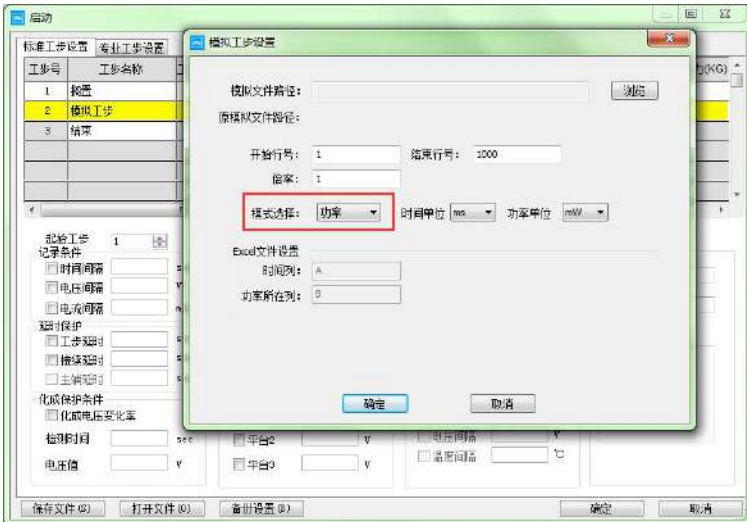 启动
标准工步设置 专业工步设置
工步号 工步名称
(KG)
1 搁置
2 模拟工步
3 结束
模拟工步设置
模拟文件路径： 浏览
原模拟文件路径：
开始行号： 1 结束行号： 1000
倍率： 1
模式选择： 功率 时间单位 ms 功率单位 mW
Excel文件设置
时间列： A
功率所在列： B
确定 取消
起始工步 1
记录条件
时间间隔
电压间隔 V
电流间隔
延时保护
工步延时
接续延时
主辅延时
化成保护条件
化成电压变化率
检测时间 sec
电压值 V
平台2 V
平台3 V
电压间隔 V
温度间隔 ℃
保存文件(S) 打开文件(O) 备份设置(B) 确定 取消